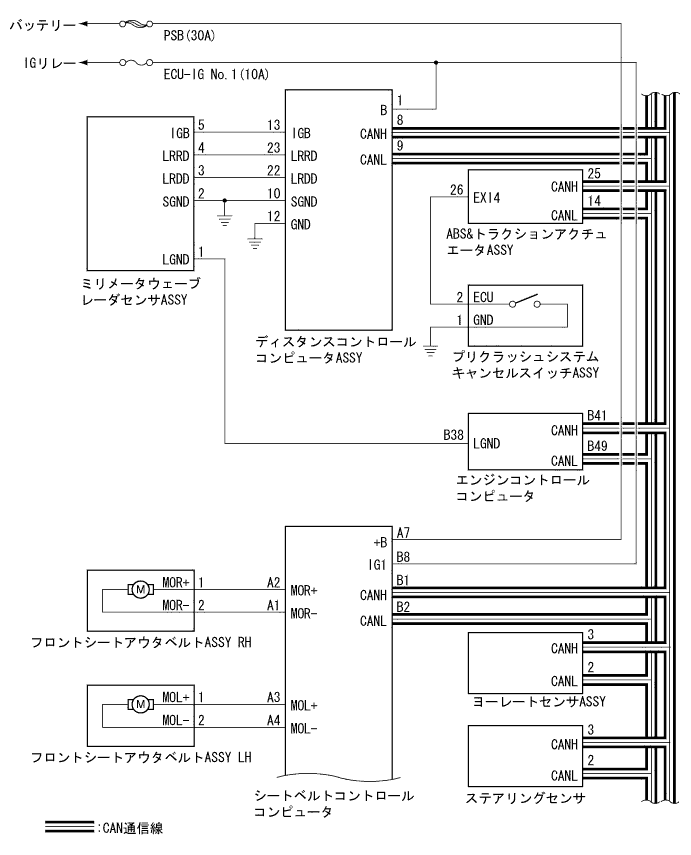 バッテリー
PSB(30A)
IGリレー
ECU-IG No.1(10A)
1
B
8
CANH
9
CANL
5
IGB
13
IGB
4
LRRD
23
LRRD
3
LRDD
22
LRDD
2
SGND
10
SGND
12
GND
1
LGND
ミリメータウェーブ
レーダセンサASSY
ディスタンスコントロール
コンピュータASSY
26
EXI4
25
CANH
14
CANL
ABS&トラクションアクチュ
エータASSY
2
ECU
1
GND
プリクラッシュシステム
キャンセルスイッチASSY
B38
LGND
B41
CANH
B49
CANL
エンジンコントロール
コンピュータ
A7
+B
B8
IG1
B1
CANH
B2
CANL
M
MOR+
1
A2
MOR+
MOR-
2
A1
MOR-
フロントシートアウタベルトASSY RH
M
MOL+
1
A3
MOL+
MOL-
2
A4
MOL-
フロントシートアウタベルトASSY LH
シートベルトコントロール
コンピュータ
3
CANH
2
CANL
ヨーレートセンサASSY
3
CANH
2
CANL
ステアリングセンサ
:CAN通信線